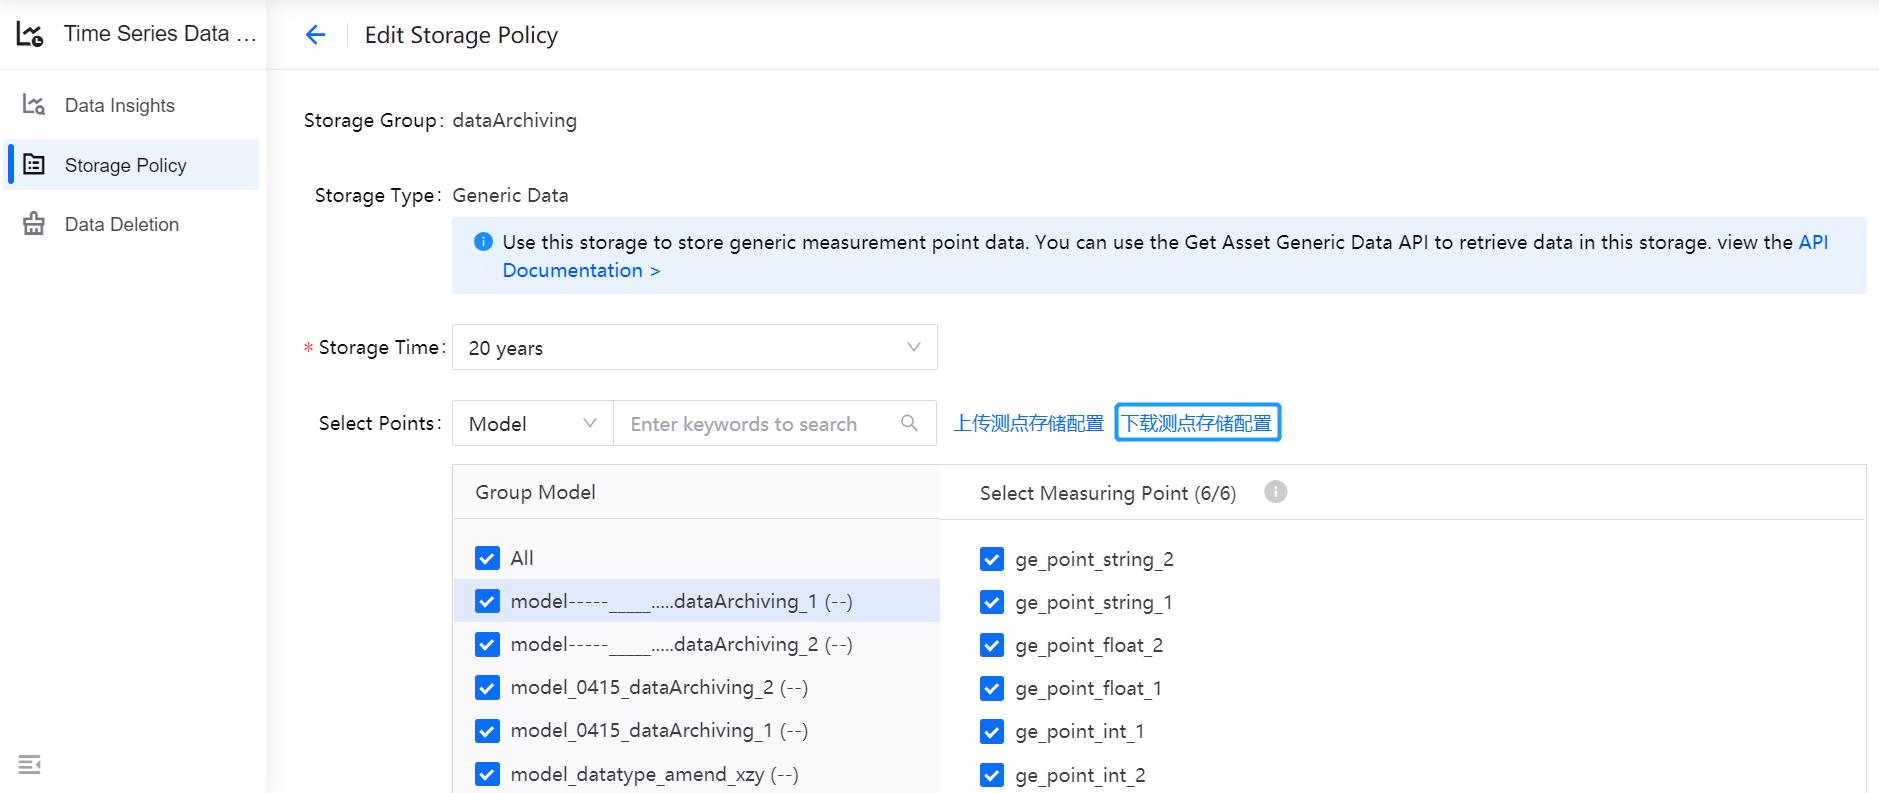 Time Series Data ...
Edit Storage Policy
Data Insights
Storage Policy
Data Deletion
Storage Group: dataArchiving
Storage Type: Generic Data
Use this storage to store generic measurement point data. You can use the Get Asset Generic Data API to retrieve data in this storage. view the API
Documentation >
* Storage Time: 20 years
Select Points: Model Enter keywords to search 上传测点存储配置 下载测点存储配置
Group Model
Select Measuring Point (6/6)
All
model-----_____.....dataArchiving_1 (--)
model-----_____.....dataArchiving_2 (--)
model_0415_dataArchiving_2 (--)
model_0415_dataArchiving_1 (--)
model_datatype_amend_xzy (--)
ge_point_string_2
ge_point_string_1
ge_point_float_2
ge_point_float_1
ge_point_int_1
ge_point_int_2